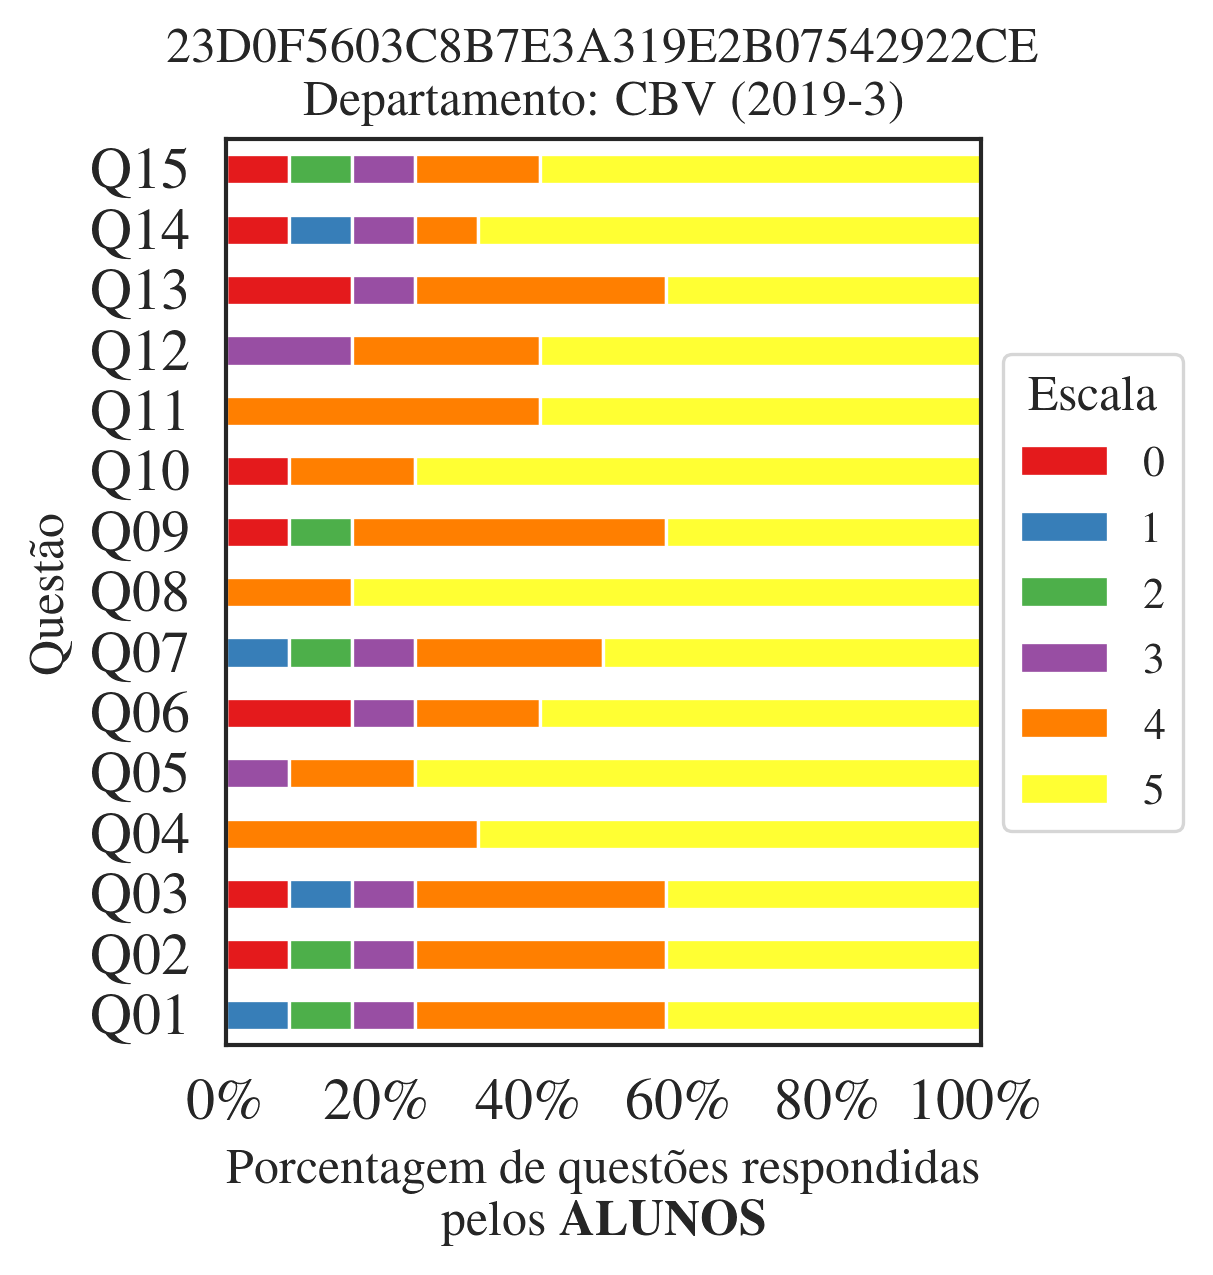 23D0F5603C8B7E3A319E2B07542922CE
Departamento: CBV (2019-3)
Questão
Q15
Q14
Q13
Q12
Q11
Q10
Q09
Q08
Q07
Q06
Q05
Q04
Q03
Q02
Q01
Escala
0
1
2
3
4
5
0% 20% 40% 60% 80% 100%
Porcentagem de questões respondidas
pelos ALUNOS